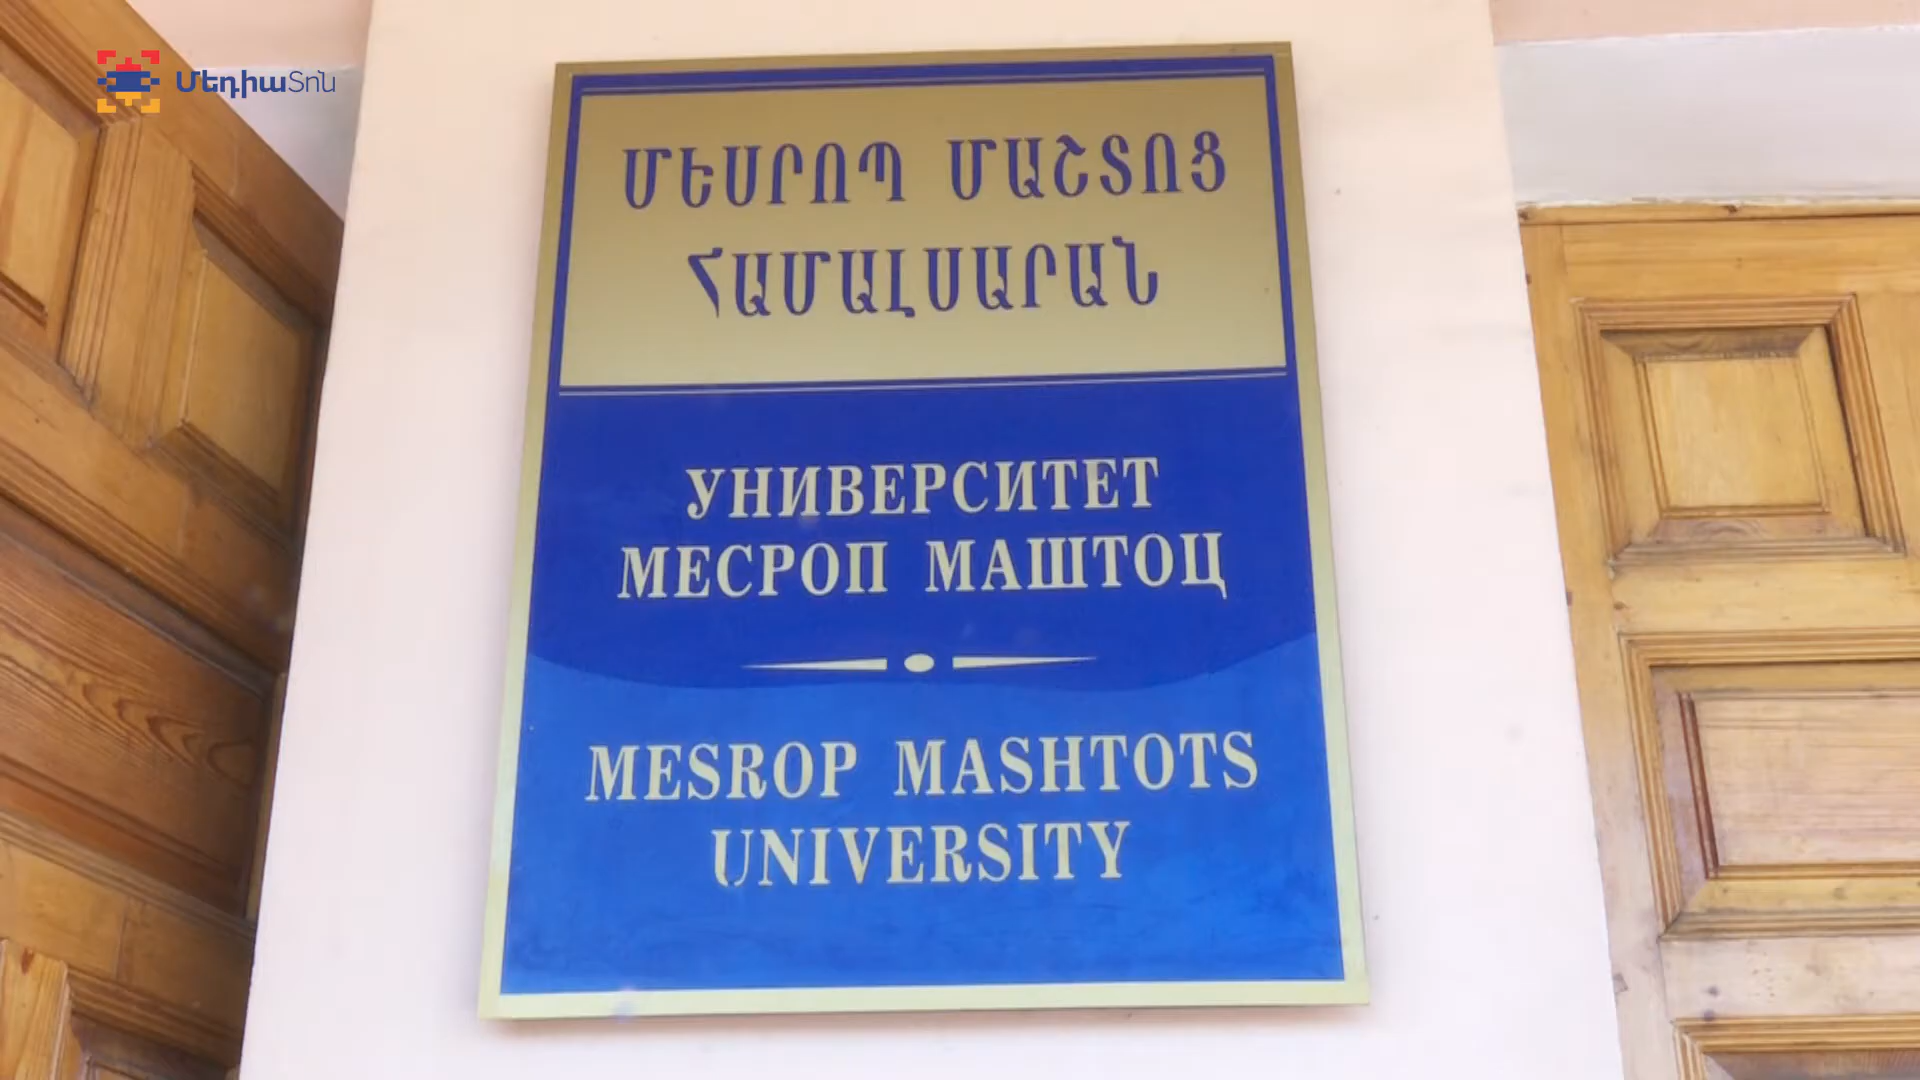 ՄեդիաՏուն
ՄԵՍՐՈՊ ՄԱՇՏՈՑ
ՀԱՄԱԼՍԱՐԱՆ
УНИВЕРСИТЕТ
МЕСРОП МАШТОЦ
MESROP MASHTOTS
UNIVERSITY